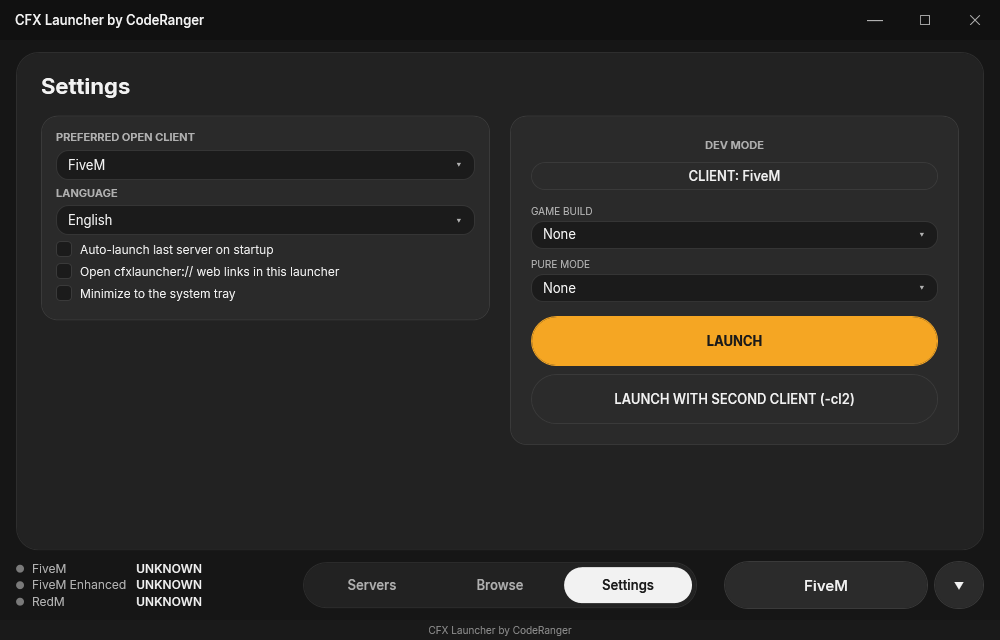 CFX Launcher by CodeRanger
Settings
PREFERRED OPEN CLIENT
FiveM
LANGUAGE
English
Auto-launch last server on startup
Open cfxlauncher:// web links in this launcher
Minimize to the system tray
DEV MODE
CLIENT: FiveM
GAME BUILD
None
PURE MODE
None
LAUNCH
LAUNCH WITH SECOND CLIENT (-cl2)
FiveM UNKNOWN
FiveM Enhanced UNKNOWN
RedM UNKNOWN
Servers Browse Settings
FiveM
CFX Launcher by CodeRanger